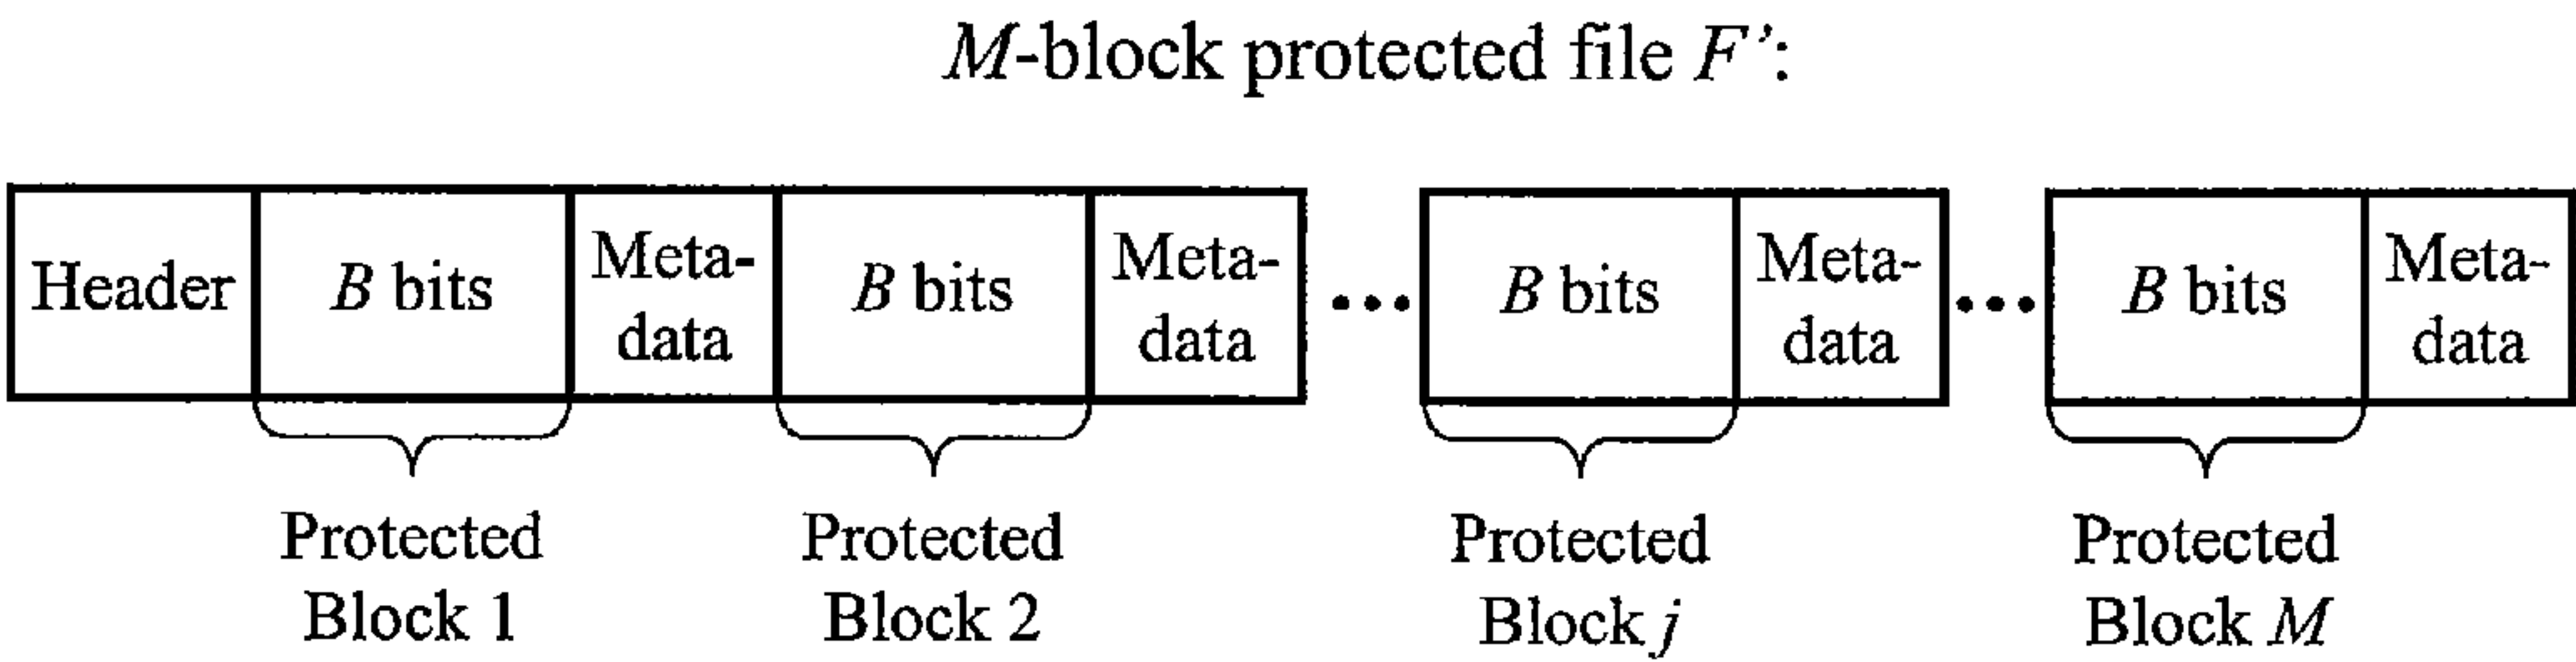 M-block protected file F’:
Header
B bits
Meta-
data
B bits
Meta-
data
•••
B bits
Meta-
data
•••
B bits
Meta-
data
Protected
Block 1
Protected
Block 2
Protected
Block j
Protected
Block M